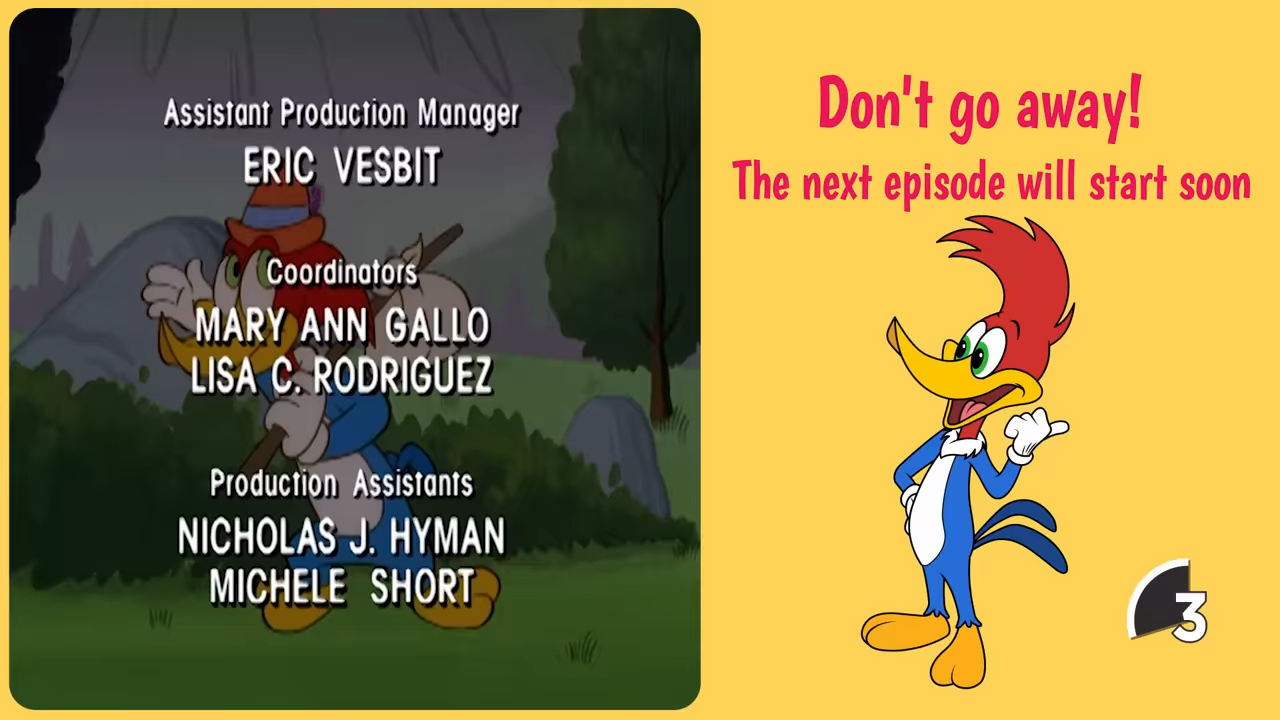 Assistant Production Manager
ERIC VESBIT
Coordinators
MARY ANN GALLO
LISA C. RODRIGUEZ
Production Assistants
NICHOLAS J. HYMAN
MICHELE SHORT
Don't go away!
The next episode will start soon
3